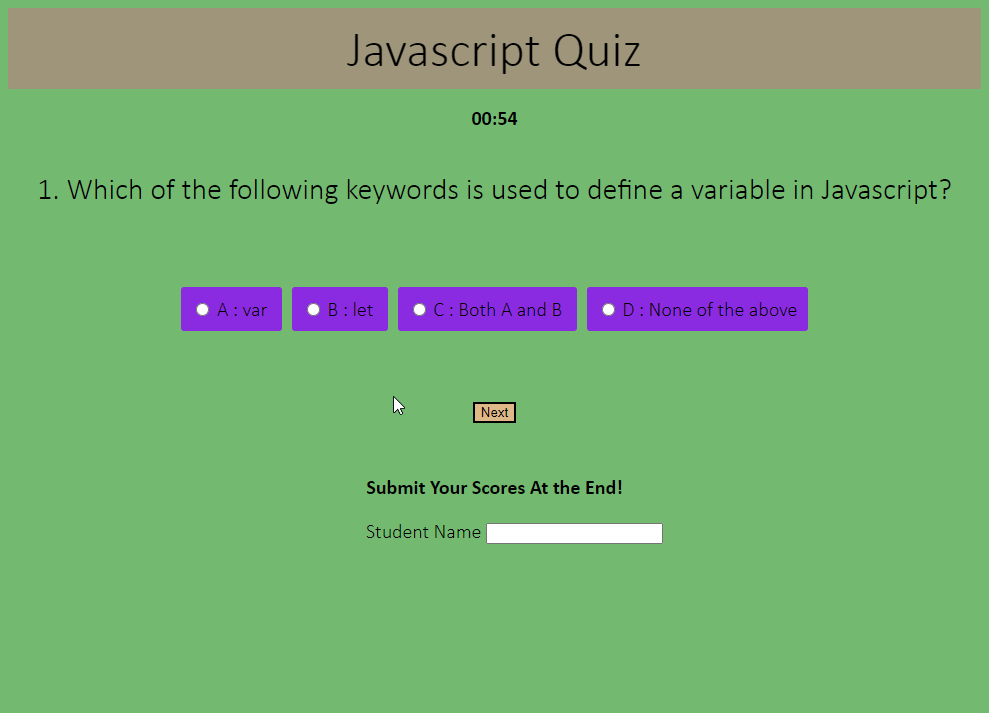 Javascript Quiz
00:54
1. Which of the following keywords is used to define a variable in Javascript?
A : var B : let C : Both A and B D : None of the above
Next
Submit Your Scores At the End!
Student Name